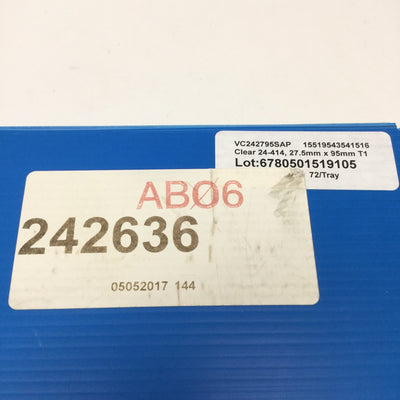 VC242795SAP 15519543541516
Clear 24-414, 27.5mm x 95mm T1
Lot:6780501519105
72/Tray
AB06
242636
05052017 144